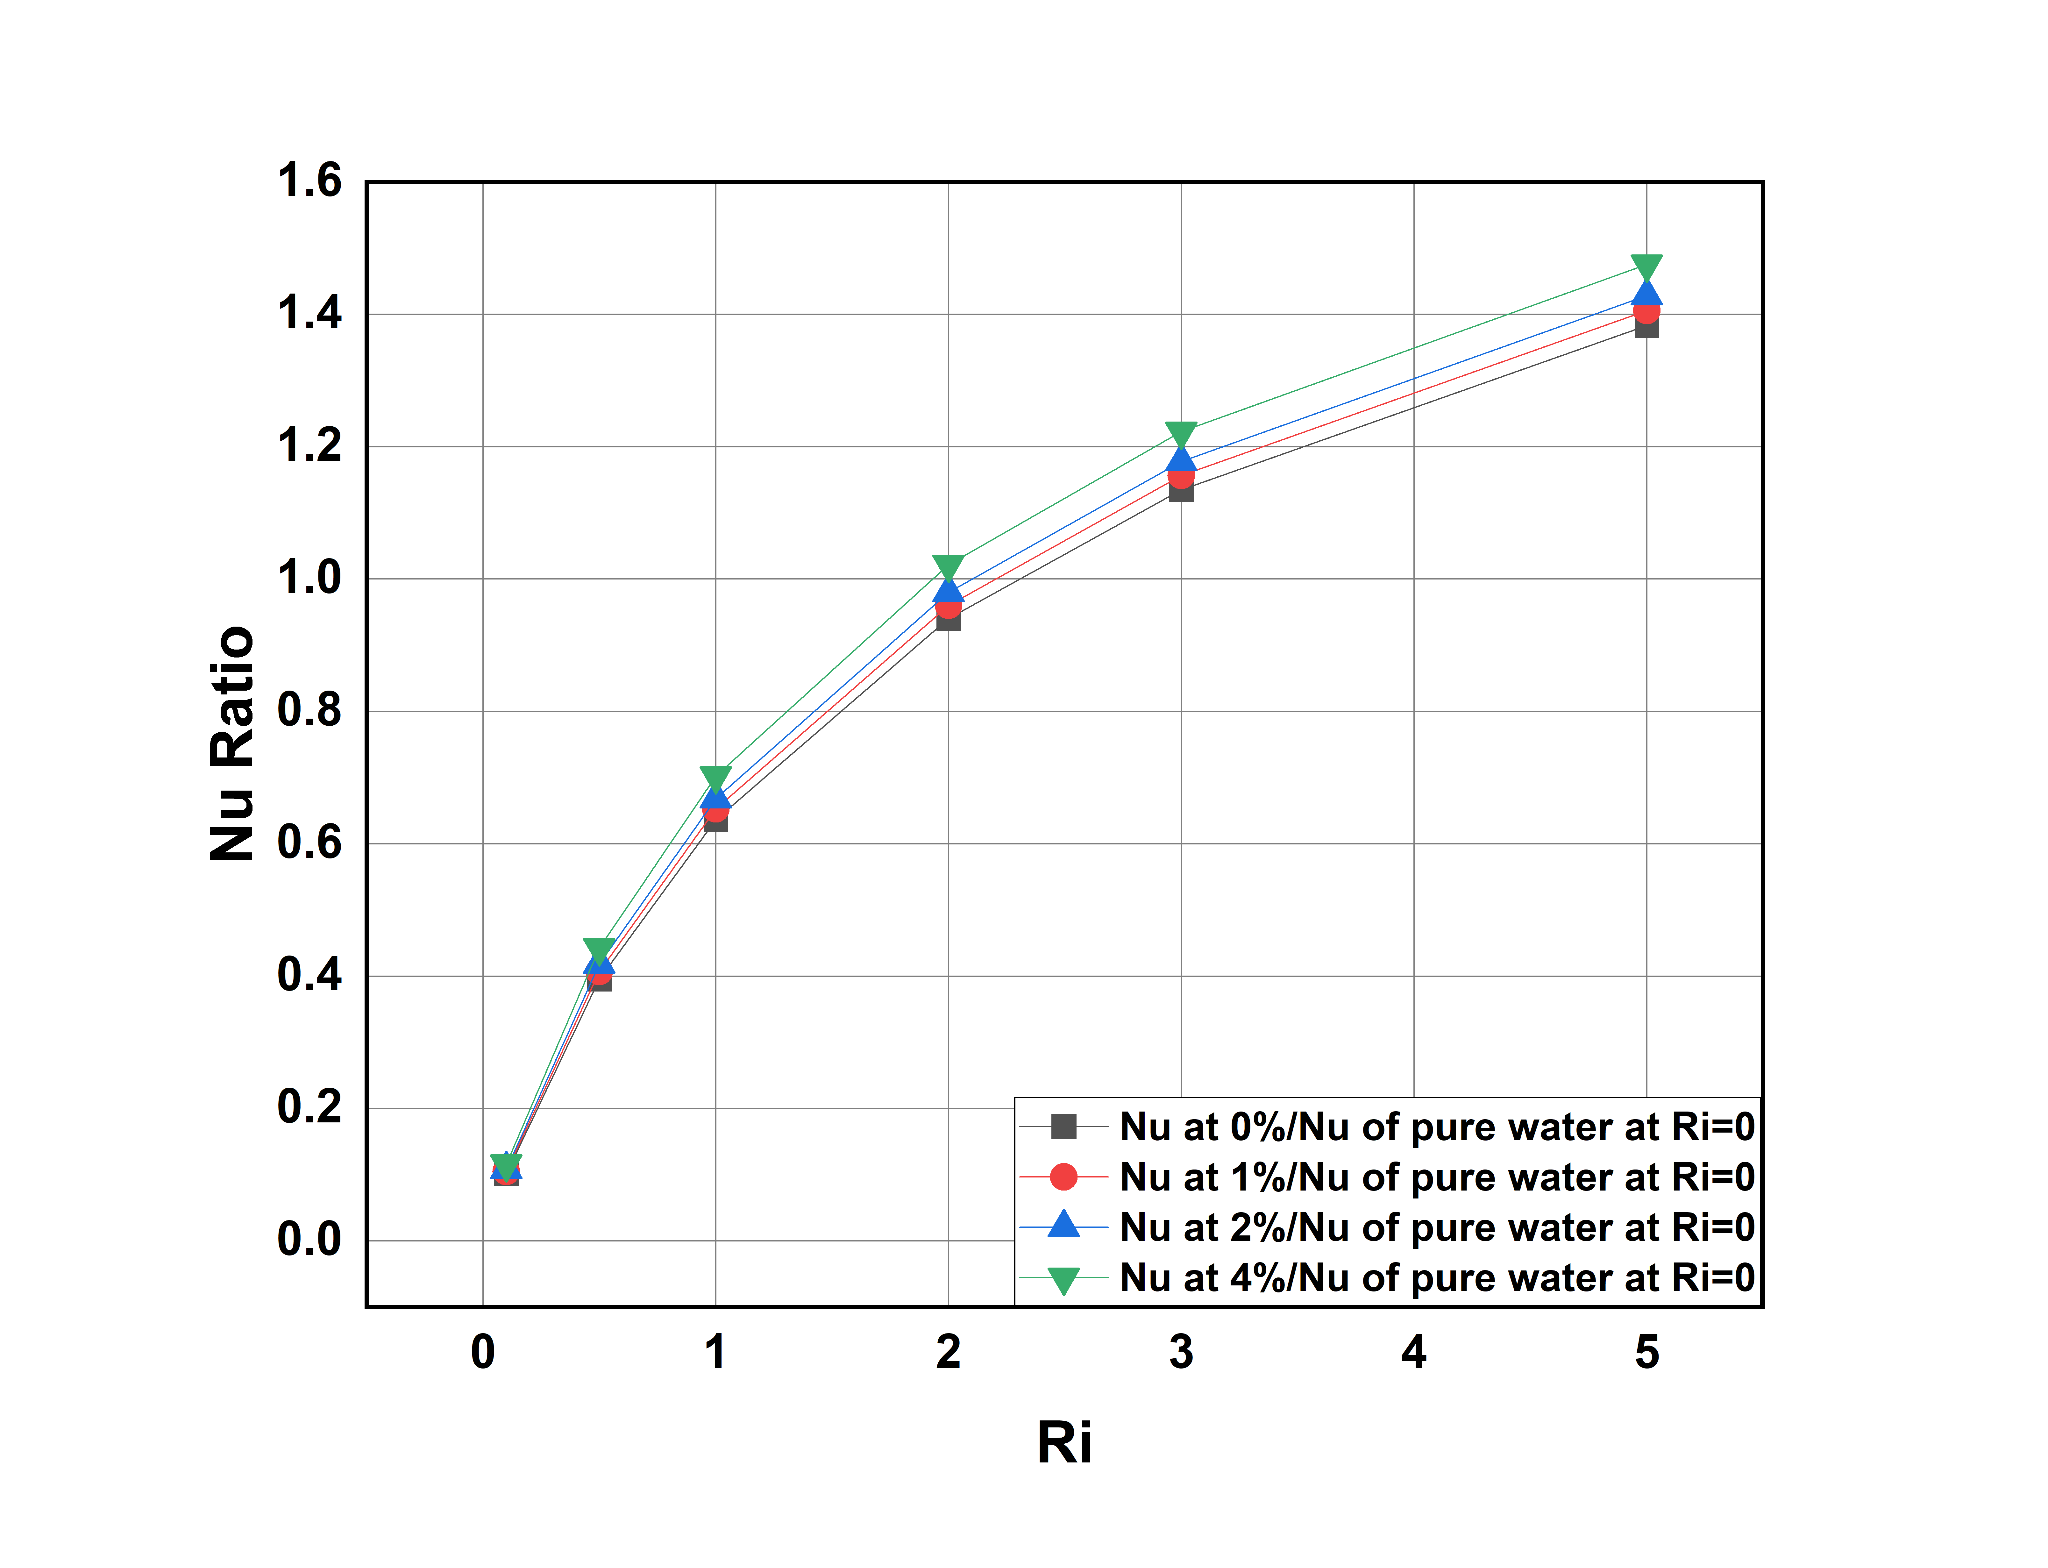 1.6
1.4
1.2
1.0
0.8
0.6
0.4
0.2
0.0
Nu Ratio
Nu at 0%/Nu of pure water at Ri=0
Nu at 1%/Nu of pure water at Ri=0
Nu at 2%/Nu of pure water at Ri=0
Nu at 4%/Nu of pure water at Ri=0
0 1 2 3 4 5
Ri